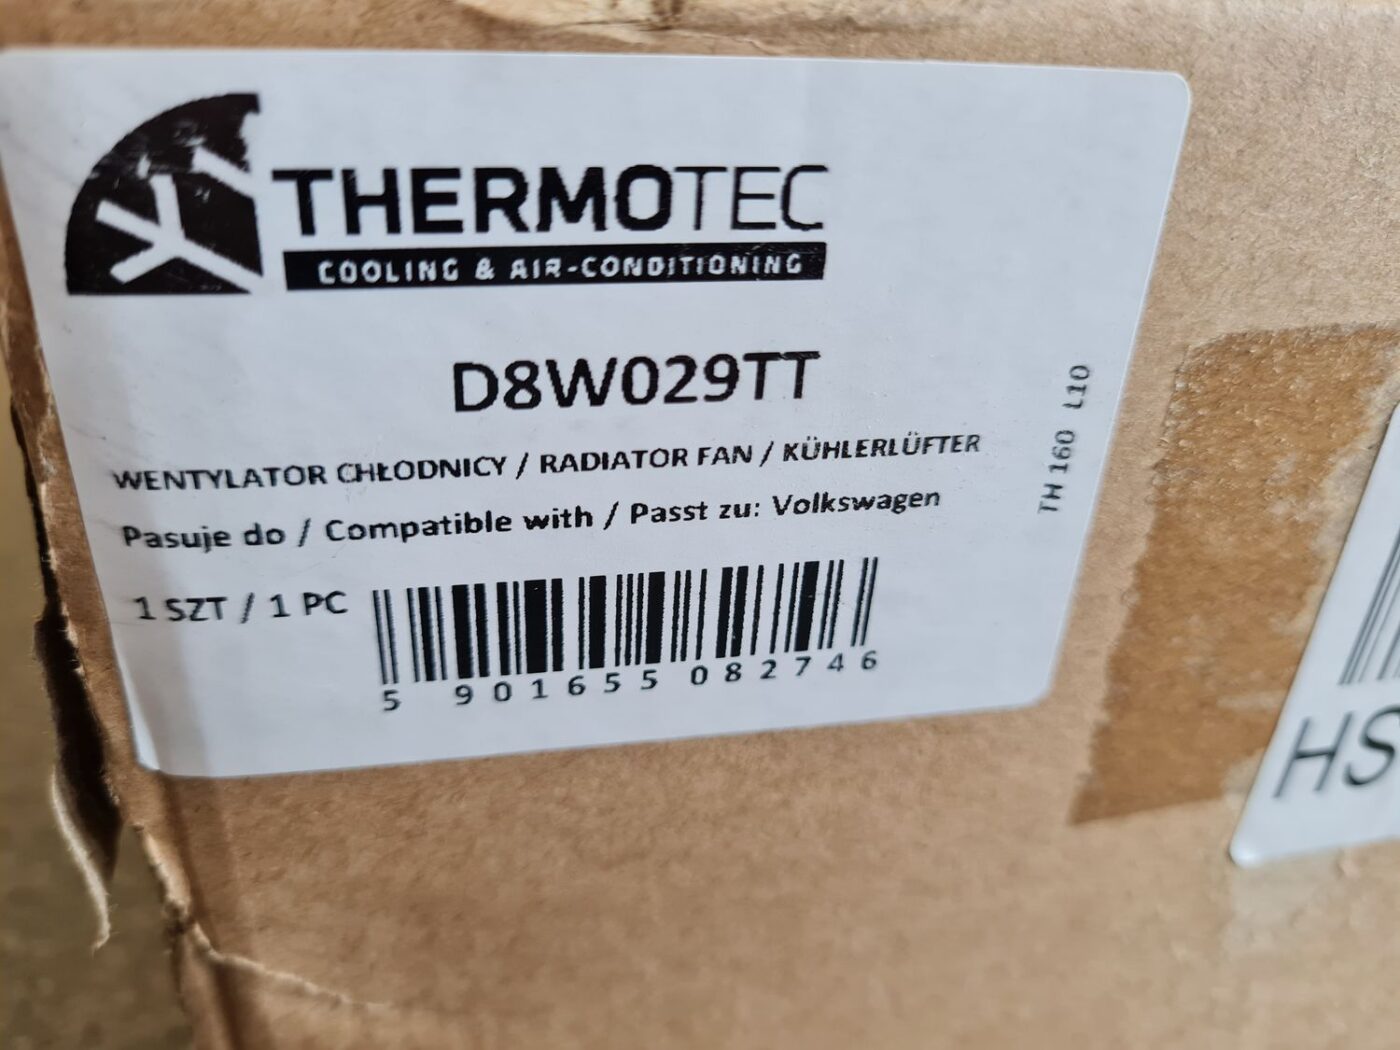 THERMOTEC
COOLING & AIR-CONDITIONING
D8W029TT
WENTYLATOR CHŁODNICY / RADIATOR FAN / KÜHLERLÜFTER
Pasuje do / Compatible with / Passt zu: Volkswagen
1 SZT / 1 PC
5 901655 082746
TH 160 L10
HS